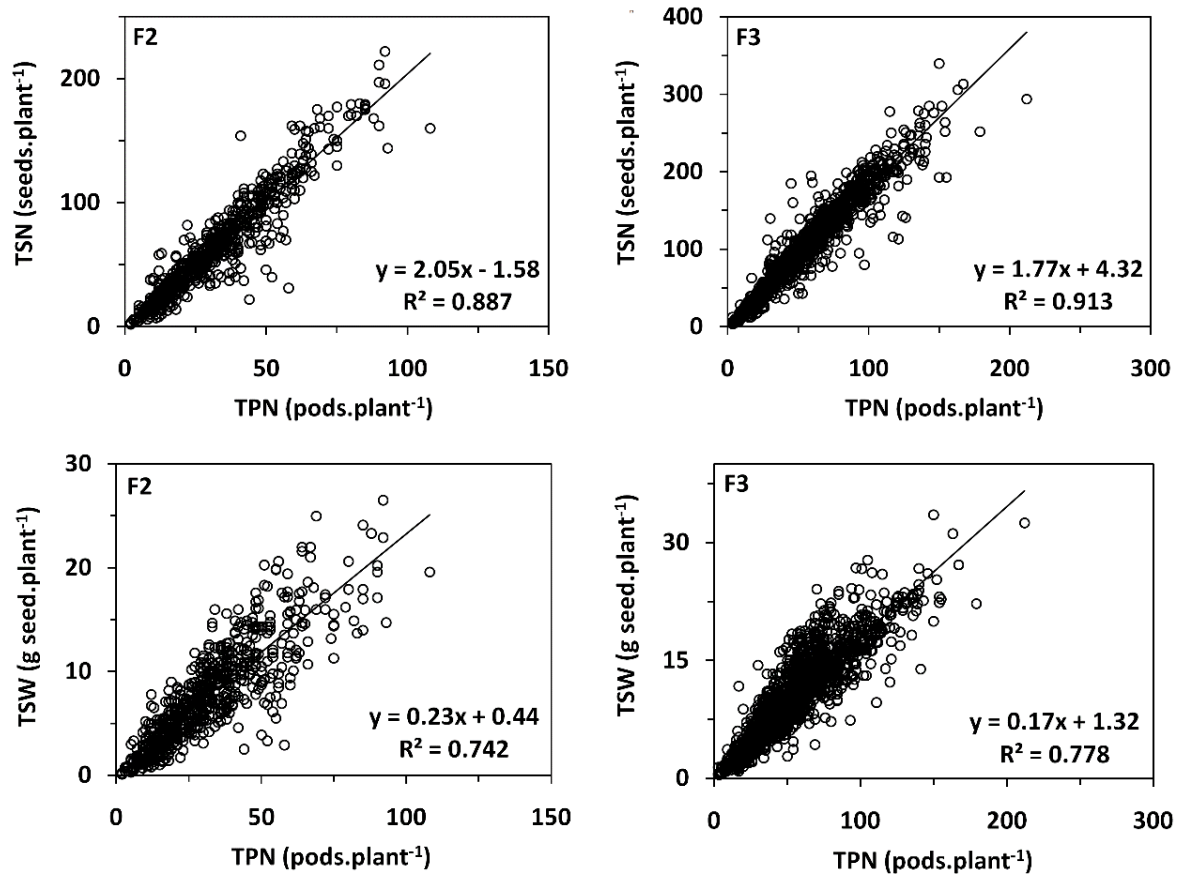 F2
200
100
0
TSN (seeds.plant⁻¹)
y = 2.05x - 1.58
R² = 0.887
0 50 100 150
TPN (pods.plant⁻¹)
F3
400
300
200
100
0
TSN (seeds.plant⁻¹)
y = 1.77x + 4.32
R² = 0.913
0 100 200 300
TPN (pods.plant⁻¹)
F2
30
20
10
0
TSW (g seed.plant⁻¹)
y = 0.23x + 0.44
R² = 0.742
0 50 100 150
TPN (pods.plant⁻¹)
F3
30
15
0
TSW (g seed.plant⁻¹)
y = 0.17x + 1.32
R² = 0.778
0 100 200 300
TPN (pods.plant⁻¹)